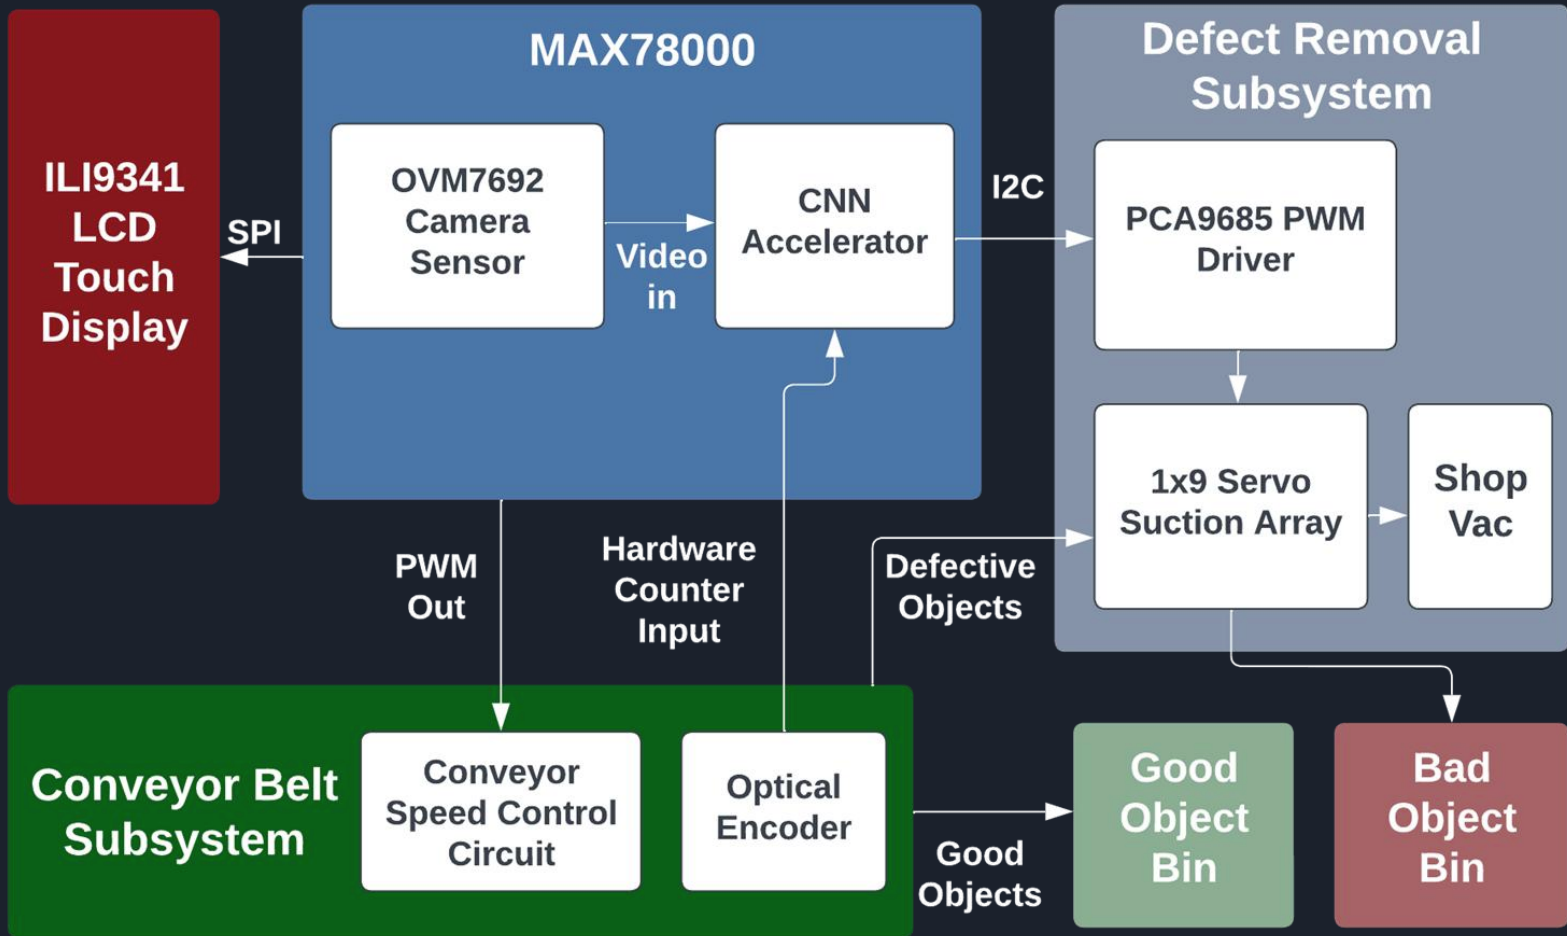 MAX78000
Defect Removal
Subsystem
ILI9341
LCD
Touch
Display
SPI
OVM7692
Camera
Sensor
Video
in
CNN
Accelerator
I2C
PCA9685 PWM
Driver
1x9 Servo
Suction Array
Shop
Vac
PWM
Out
Hardware
Counter
Input
Defective
Objects
Conveyor Belt
Subsystem
Conveyor
Speed Control
Circuit
Optical
Encoder
Good
Objects
Good
Object
Bin
Bad
Object
Bin